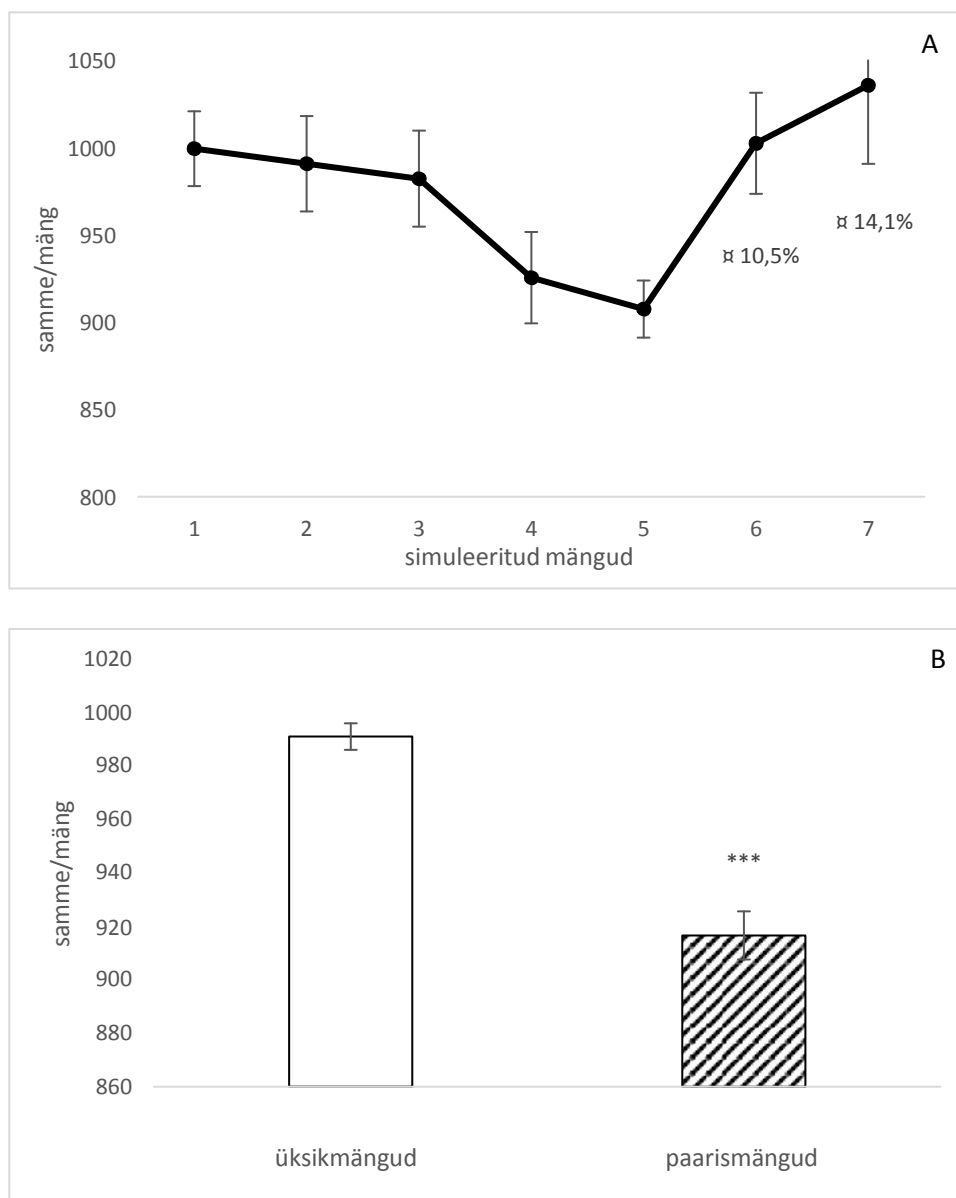 A
1050
1000
950
900
850
800
samme/mäng
¤ 10,5%
¤ 14,1%
1 2 3 4 5 6 7
simuleeritud mängud
B
1020
1000
980
960
940
920
900
880
860
samme/mäng
***
üksikmängud paarismängud